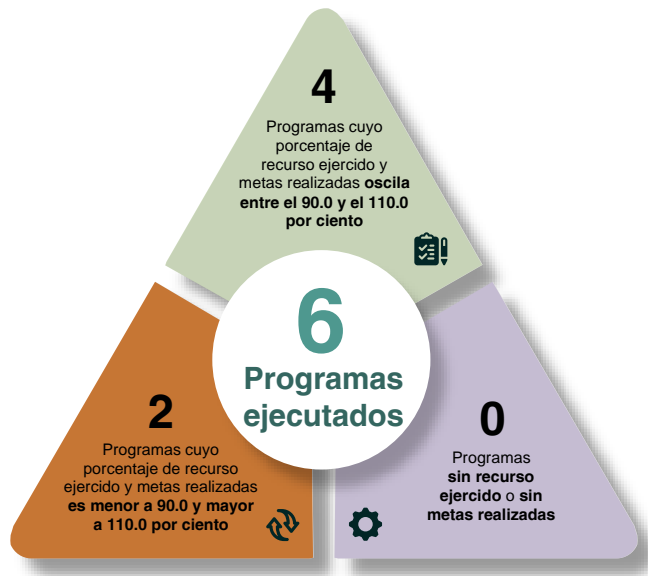 4
Programas cuyo
porcentaje de
recurso ejercido y
metas realizadas oscila
entre el 90.0 y el 110.0
por ciento
6
Programas
ejecutados
2
Programas cuyo
porcentaje de recurso
ejercido y metas realizadas
es menor a 90.0 y mayor
a 110.0 por ciento
0
Programas
sin recurso
ejercido o sin
metas realizadas